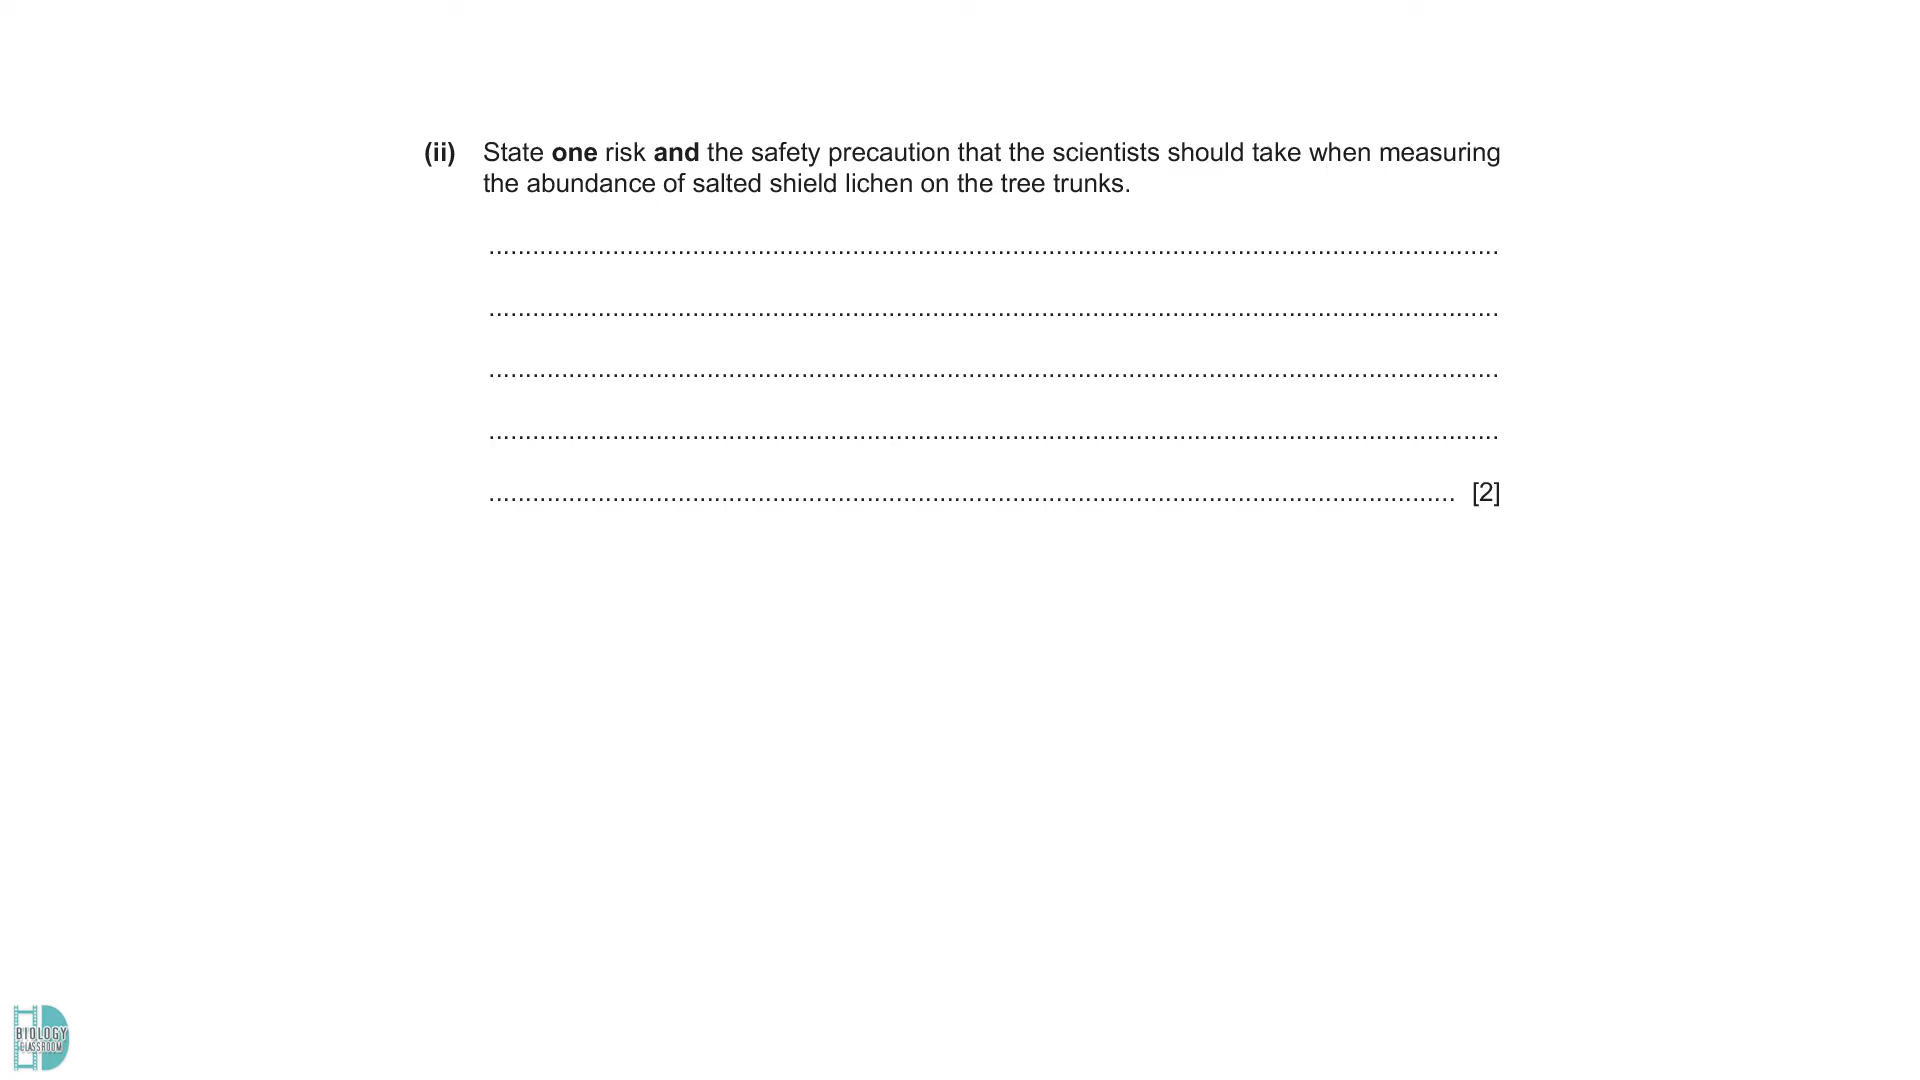 (ii) State one risk and the safety precaution that the scientists should take when measuring
the abundance of salted shield lichen on the tree trunks.
..........................................................................................................................................
..........................................................................................................................................
..........................................................................................................................................
..........................................................................................................................................
.................................................................................................................................... [2]
BIOLOGY
CLASSROOM